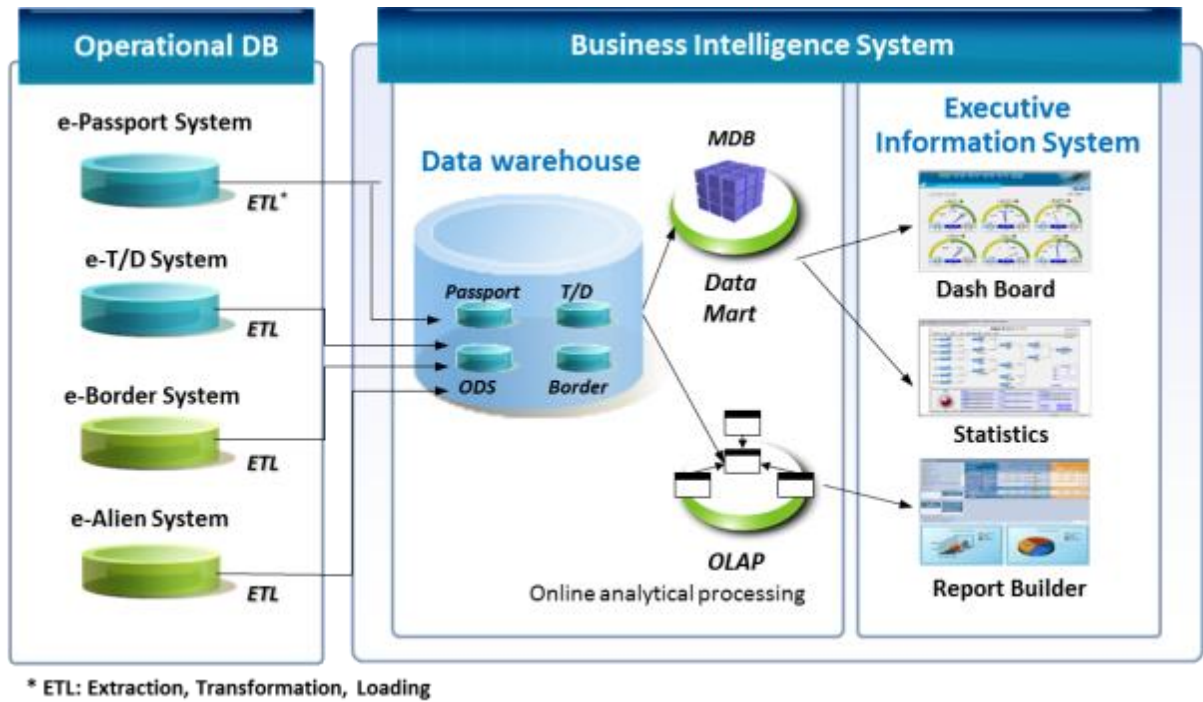 Operational DB
Business Intelligence System
e-Passport System
ETL*
e-T/D System
ETL
e-Border System
ETL
e-Alien System
ETL
Data warehouse
Passport
T/D
ODS
Border
MDB
Data
Mart
OLAP
Online analytical processing
Executive
Information System
Dash Board
Statistics
Report Builder
* ETL: Extraction, Transformation, Loading